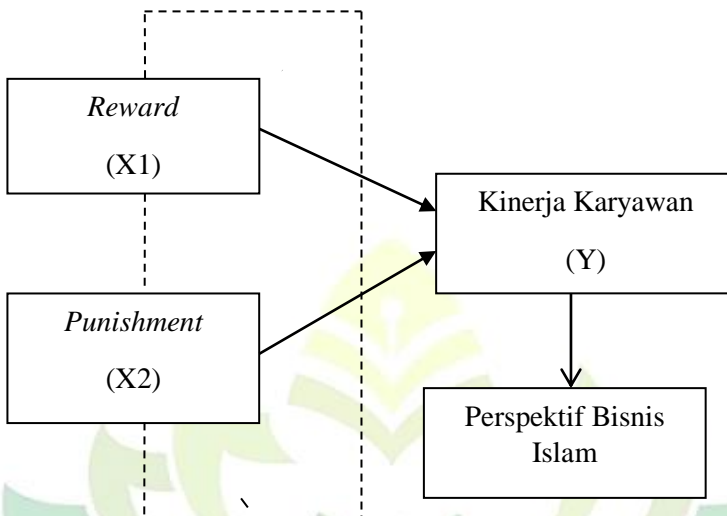 Reward
(X1)
Kinerja Karyawan
(Y)
Punishment
(X2)
Perspektif Bisnis
Islam